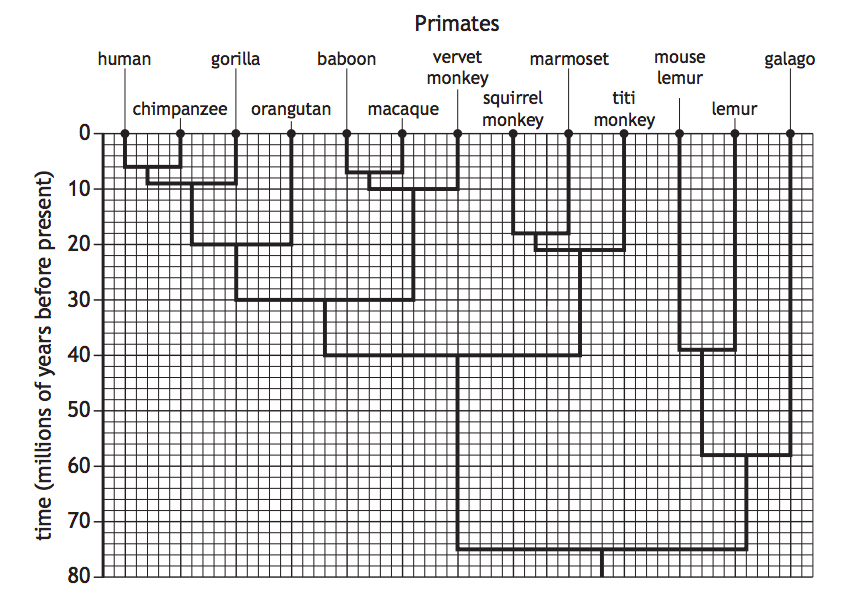 Primates
human
gorilla
baboon
vervet
monkey
marmoset
mouse
lemur
galago
chimpanzee
orangutan
macaque
squirrel
monkey
titi
monkey
lemur
time (millions of years before present)
0
10
20
30
40
50
60
70
80